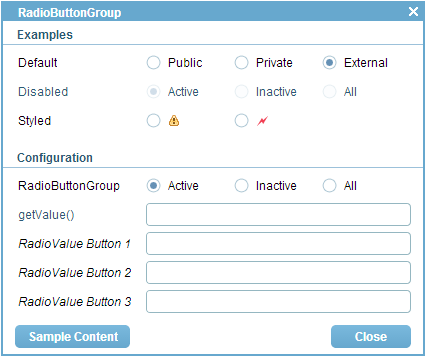 RadioButtonGroup
Examples
Default Public Private External
Disabled Active Inactive All
Styled
Configuration
RadioButtonGroup Active Inactive All
getValue()
RadioValue Button 1
RadioValue Button 2
RadioValue Button 3
Sample Content Close